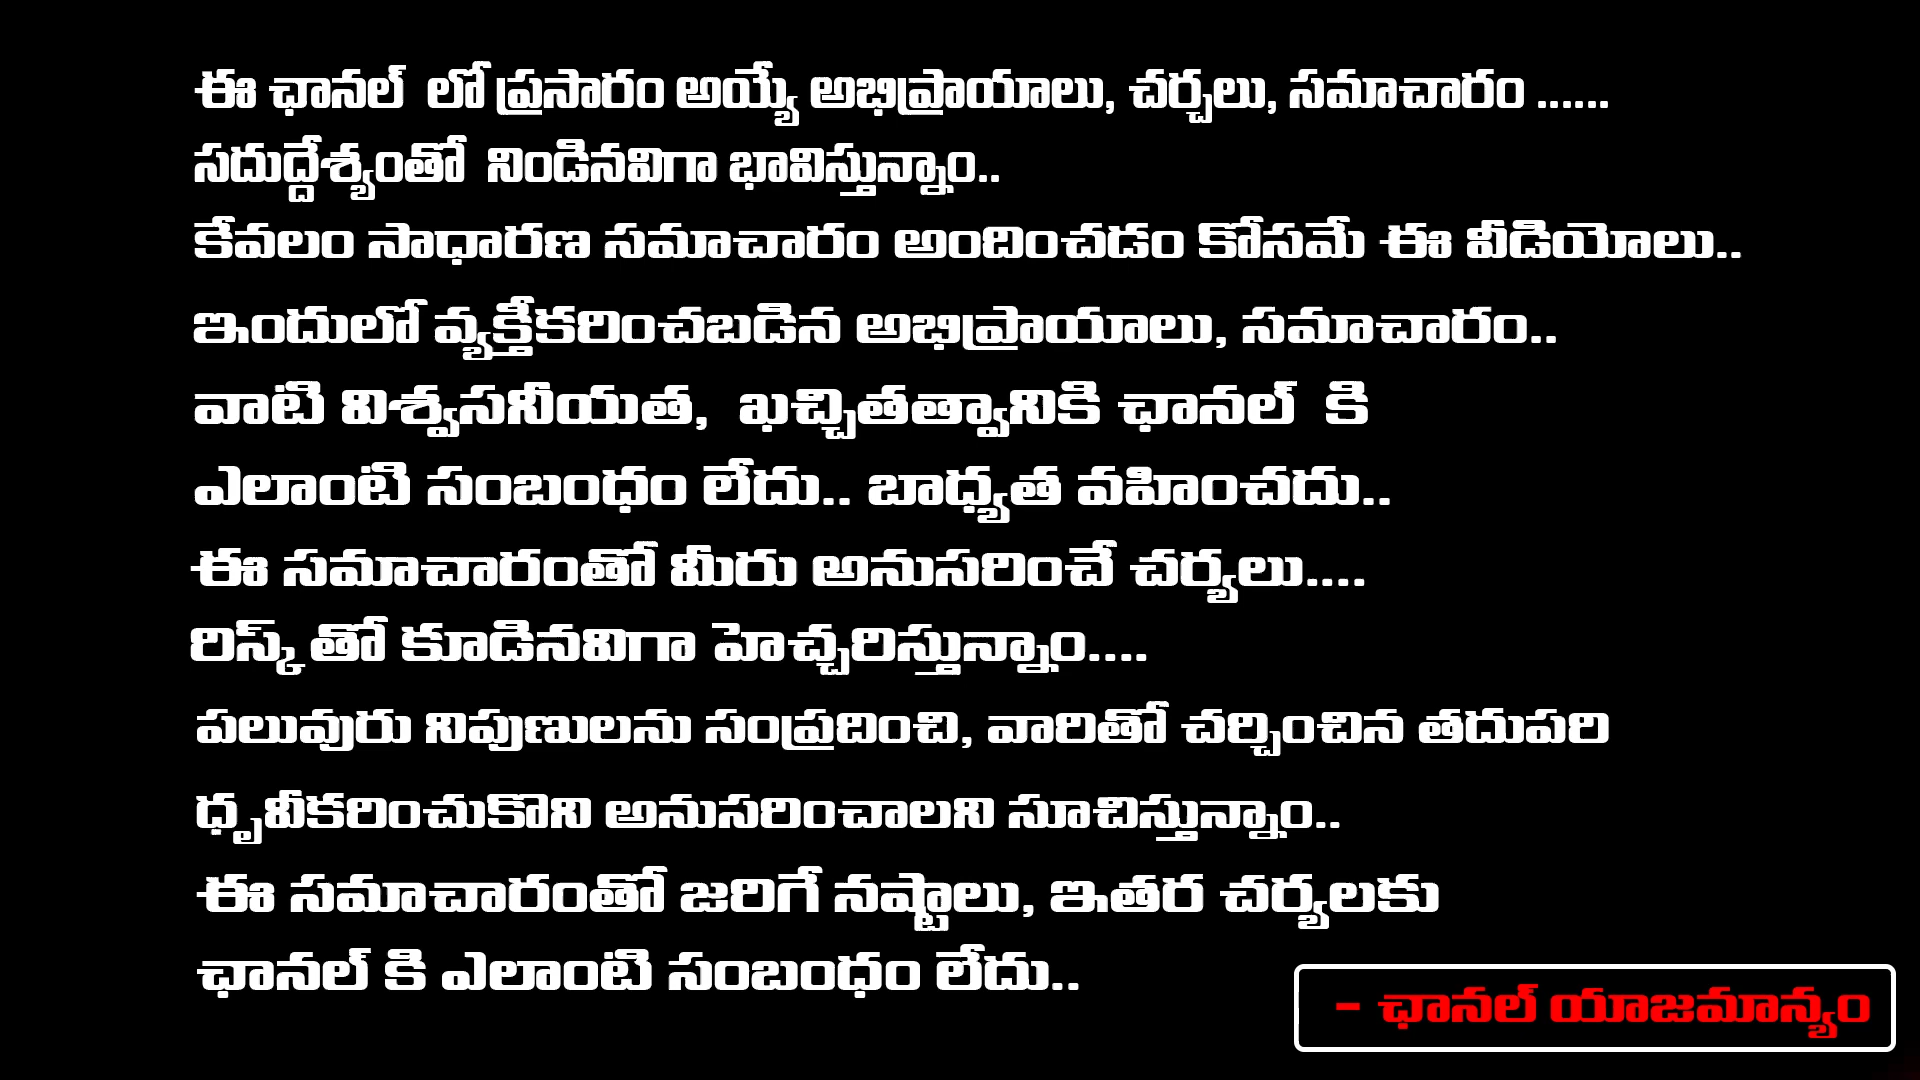 ఈ ఛానల్ లో ప్రసారం అయ్యే అభిప్రాయాలు, చర్చలు, సమాచారం ......
సదుద్దేశ్యంతో నిండినవిగా భావిస్తున్నాం..
కేవలం సాధారణ సమాచారం అందించడం కోసమే ఈ వీడియోలు..
ఇందులో వ్యక్తీకరించబడిన అభిప్రాయాలు, సమాచారం..
వాటి విశ్వసనీయత, ఖచ్చితత్వానికి ఛానల్ కి
ఎలాంటి సంబంధం లేదు.. బాధ్యత వహించదు..
ఈ సమాచారంతో మీరు అనుసరించే చర్యలు....
రిస్క్ తో కూడినవిగా హెచ్చరిస్తున్నాం....
పలువురు నిపుణులను సంప్రదించి, వారితో చర్చించిన తదుపరి
ధృవీకరించుకొని అనుసరించాలని సూచిస్తున్నాం..
ఈ సమాచారంతో జరిగే నష్టాలు, ఇతర చర్యలకు
ఛానల్ కి ఎలాంటి సంబంధం లేదు..
- ఛానల్ యాజమాన్యం